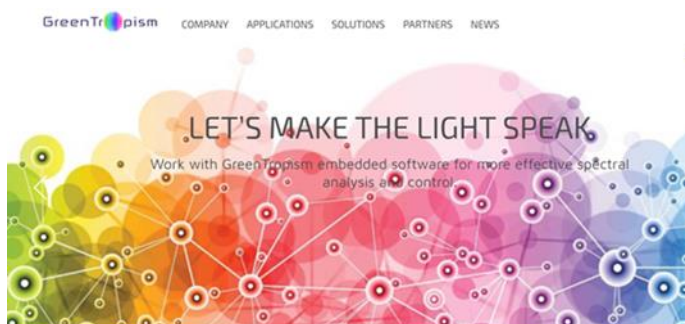 GreenTropism COMPANY APPLICATIONS SOLUTIONS PARTNERS NEWS
LET'S MAKE THE LIGHT SPEAK
Work with GreenTropism embedded software for more effective spectral
analysis and control.